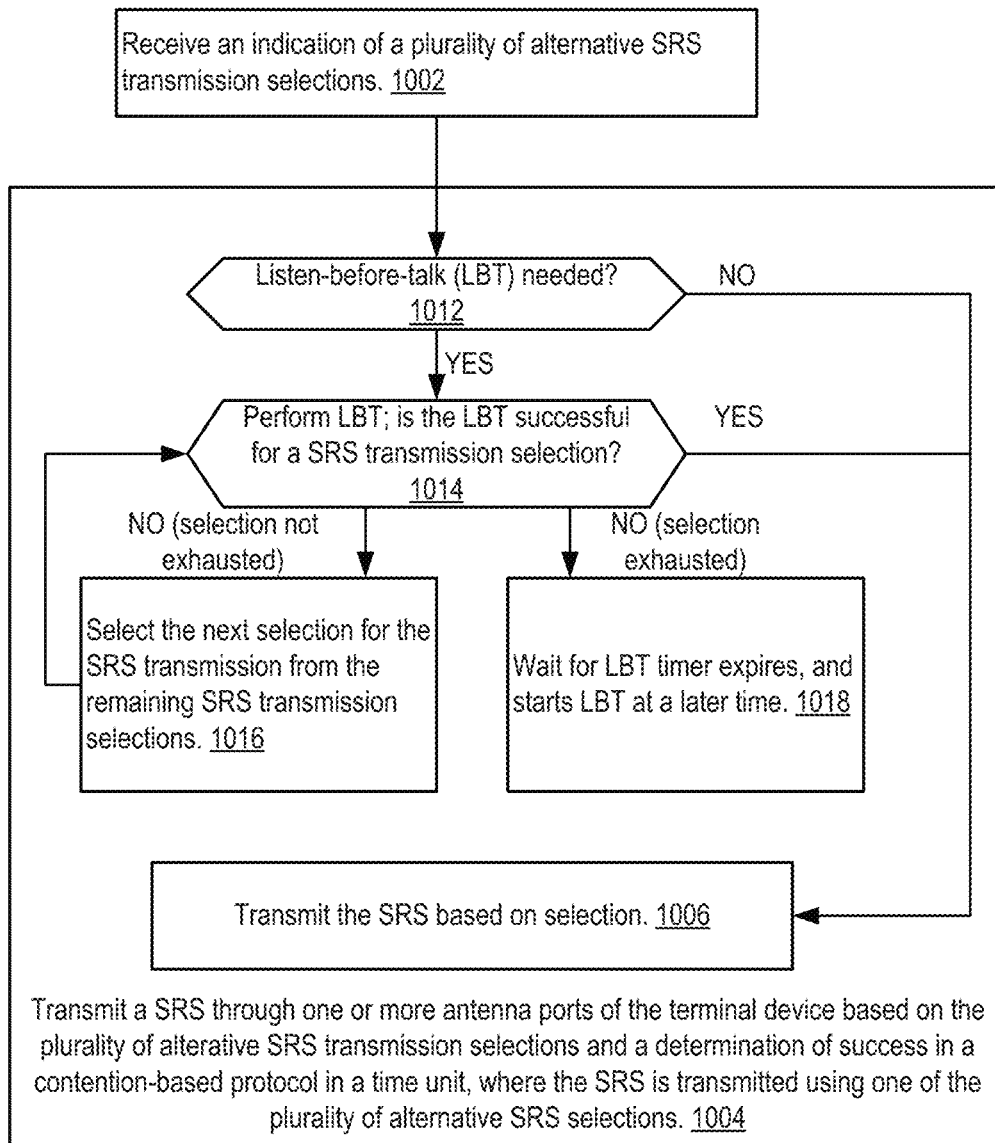 Receive an indication of a plurality of alternative SRS
transmission selections. 1002
Listen-before-talk (LBT) needed?
1012
NO
YES
Perform LBT; is the LBT successful
for a SRS transmission selection?
1014
YES
NO (selection not
exhausted)
NO (selection
exhausted)
Select the next selection for the
SRS transmission from the
remaining SRS transmission
selections. 1016
Wait for LBT timer expires, and
starts LBT at a later time. 1018
Transmit the SRS based on selection. 1006
Transmit a SRS through one or more antenna ports of the terminal device based on the
plurality of alterative SRS transmission selections and a determination of success in a
contention-based protocol in a time unit, where the SRS is transmitted using one of the
plurality of alternative SRS selections. 1004